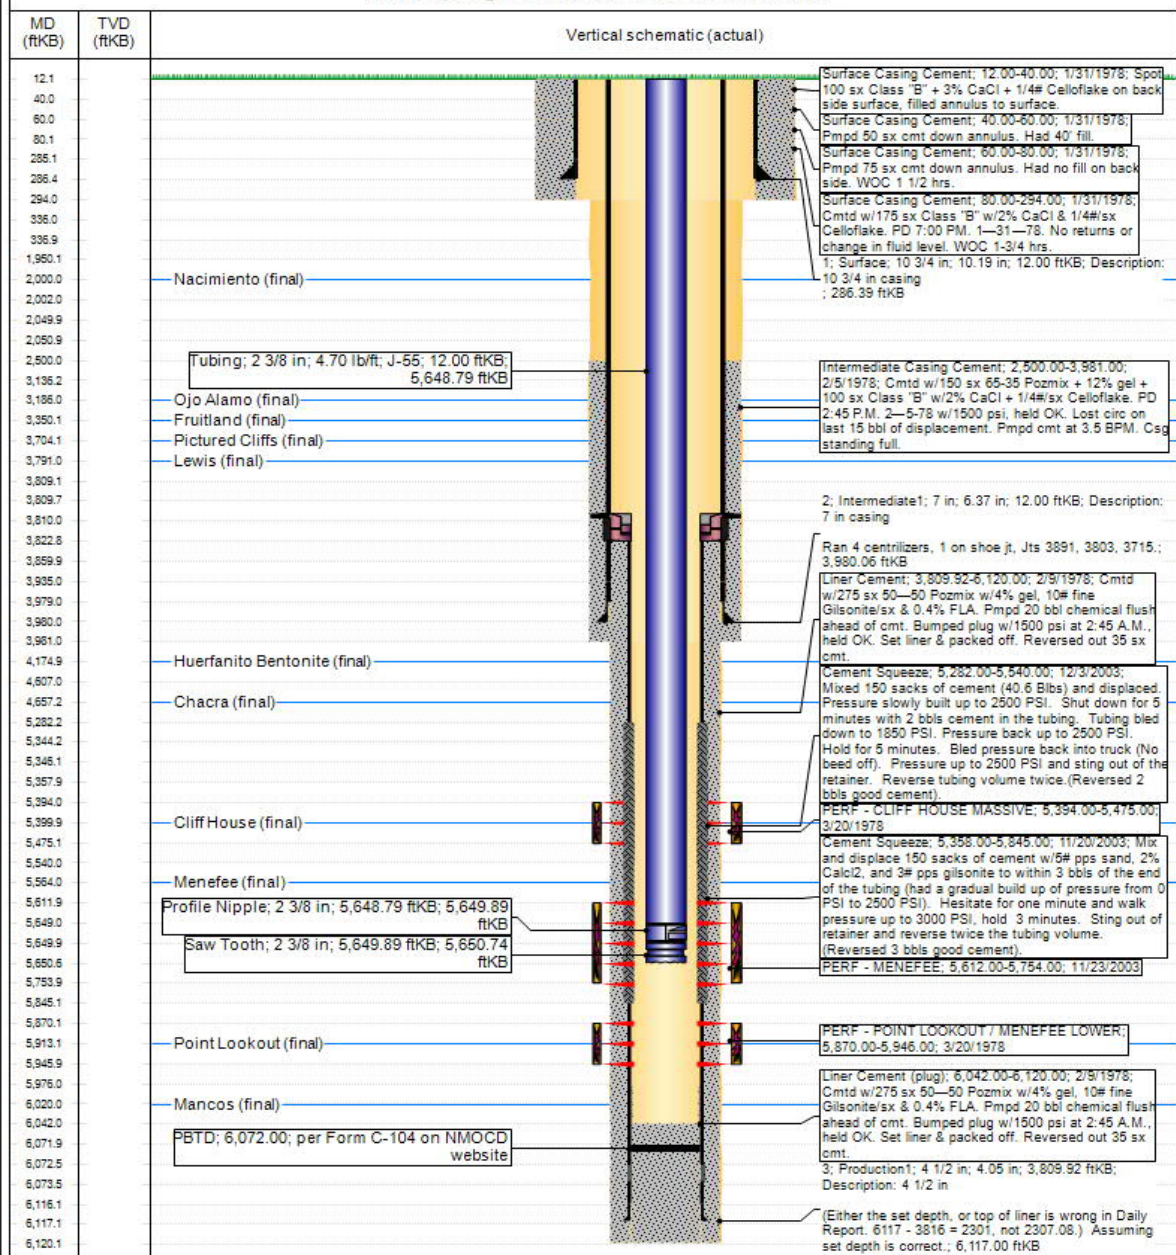 MD
(ftKB)
TVD
(ftKB)
Vertical schematic (actual)
12.1
40.0
60.0
80.1
285.1
286.4
294.0
336.0
336.9
1,950.1
2,000.0
2,002.0
2,049.9
2,050.9
2,500.0
3,136.2
3,186.0
3,350.1
3,704.1
3,791.0
3,809.1
3,809.7
3,810.0
3,822.8
3,859.9
3,935.0
3,979.0
3,980.0
3,981.0
4,174.9
4,607.0
4,657.2
5,282.2
5,344.2
5,346.1
5,357.9
5,394.0
5,399.9
5,475.1
5,540.0
5,564.0
5,611.9
5,649.0
5,649.9
5,650.6
5,753.9
5,845.1
5,870.1
5,913.1
5,945.9
5,976.0
6,020.0
6,042.0
6,071.9
6,072.5
6,073.5
6,116.1
6,117.1
6,120.1
Nacimiento (final)
Tubing; 2 3/8 in; 4.70 lb/ft; J-55; 12.00 ftKB;
5,648.79 ftKB
Ojo Alamo (final)
Fruitland (final)
Pictured Cliffs (final)
Lewis (final)
Huerfanito Bentonite (final)
Chacra (final)
Cliff House (final)
Menefee (final)
Profile Nipple; 2 3/8 in; 5,648.79 ftKB; 5,649.89
ftKB
Saw Tooth; 2 3/8 in; 5,649.89 ftKB; 5,650.74
ftKB
Point Lookout (final)
Mancos (final)
PBTD; 6,072.00; per Form C-104 on NMOCD
website
Surface Casing Cement; 12.00-40.00; 1/31/1978; Spot
100 sx Class "B" + 3% CaCl + 1/4# Celloflake on back
side surface, filled annulus to surface.
Surface Casing Cement; 40.00-60.00; 1/31/1978;
Pmpd 50 sx cmt down annulus. Had 40' fill.
Surface Casing Cement; 60.00-80.00; 1/31/1978;
Pmpd 75 sx cmt down annulus. Had no fill on back
side. WOC 1 1/2 hrs.
Surface Casing Cement; 80.00-294.00; 1/31/1978;
Cmtd w/175 sx Class "B" w/2% CaCl & 1/4#/sx
Celloflake. PD 7:00 PM. 1—31—78. No returns or
change in fluid level. WOC 1-3/4 hrs.
1; Surface; 10 3/4 in; 10.19 in; 12.00 ftKB; Description:
10 3/4 in casing
; 286.39 ftKB
Intermediate Casing Cement; 2,500.00-3,981.00;
2/5/1978; Cmtd w/150 sx 65-35 Pozmix + 12% gel +
100 sx Class "B" w/2% CaCl + 1/4#/sx Celloflake. PD
2:45 P.M. 2—5-78 w/1500 psi, held OK. Lost circ on
last 15 bbl of displacement. Pmpd cmt at 3.5 BPM. Csg
standing full.
2; Intermediate1; 7 in; 6.37 in; 12.00 ftKB; Description:
7 in casing
Ran 4 centrilizers, 1 on shoe jt, Jts 3891, 3803, 3715.;
3,980.06 ftKB
Liner Cement; 3,809.92-6,120.00; 2/9/1978; Cmtd
w/275 sx 50—50 Pozmix w/4% gel, 10# fine
Gilsonite/sx & 0.4% FLA. Pmpd 20 bbl chemical flush
ahead of cmt. Bumped plug w/1500 psi at 2:45 A.M.,
held OK. Set liner & packed off. Reversed out 35 sx
cmt.
Cement Squeeze; 5,282.00-5,540.00; 12/3/2003;
Mixed 150 sacks of cement (40.6 Blbs) and displaced.
Pressure slowly built up to 2500 PSI. Shut down for 5
minutes with 2 bbls cement in the tubing. Tubing bled
down to 1850 PSI. Pressure back up to 2500 PSI.
Hold for 5 minutes. Bled pressure back into truck (No
beed off). Pressure up to 2500 PSI and sting out of the
retainer. Reverse tubing volume twice.(Reversed 2
bbls good cement).
PERF - CLIFF HOUSE MASSIVE; 5,394.00-5,475.00;
3/20/1978
Cement Squeeze; 5,358.00-5,845.00; 11/20/2003; Mix
and displace 150 sacks of cement w/5# pps sand, 2%
Calcl2, and 3# pps gilsonite to within 3 bbls of the end
of the tubing (had a gradual build up of pressure from 0
PSI to 2500 PSI). Hesitate for one minute and walk
pressure up to 3000 PSI, hold 3 minutes. Sting out of
retainer and reverse twice the tubing volume.
(Reversed 3 bbls good cement).
PERF - MENEFEE; 5,612.00-5,754.00; 11/23/2003
PERF - POINT LOOKOUT / MENEFEE LOWER;
5,870.00-5,946.00; 3/20/1978
Liner Cement (plug); 6,042.00-6,120.00; 2/9/1978;
Cmtd w/275 sx 50—50 Pozmix w/4% gel, 10# fine
Gilsonite/sx & 0.4% FLA. Pmpd 20 bbl chemical flush
ahead of cmt. Bumped plug w/1500 psi at 2:45 A.M.,
held OK. Set liner & packed off. Reversed out 35 sx
cmt.
3; Production1; 4 1/2 in; 4.05 in; 3,809.92 ftKB;
Description: 4 1/2 in
(Either the set depth, or top of liner is wrong in Daily
Report. 6117 - 3816 = 2301, not 2307.08.) Assuming
set depth is correct.; 6,117.00 ftKB